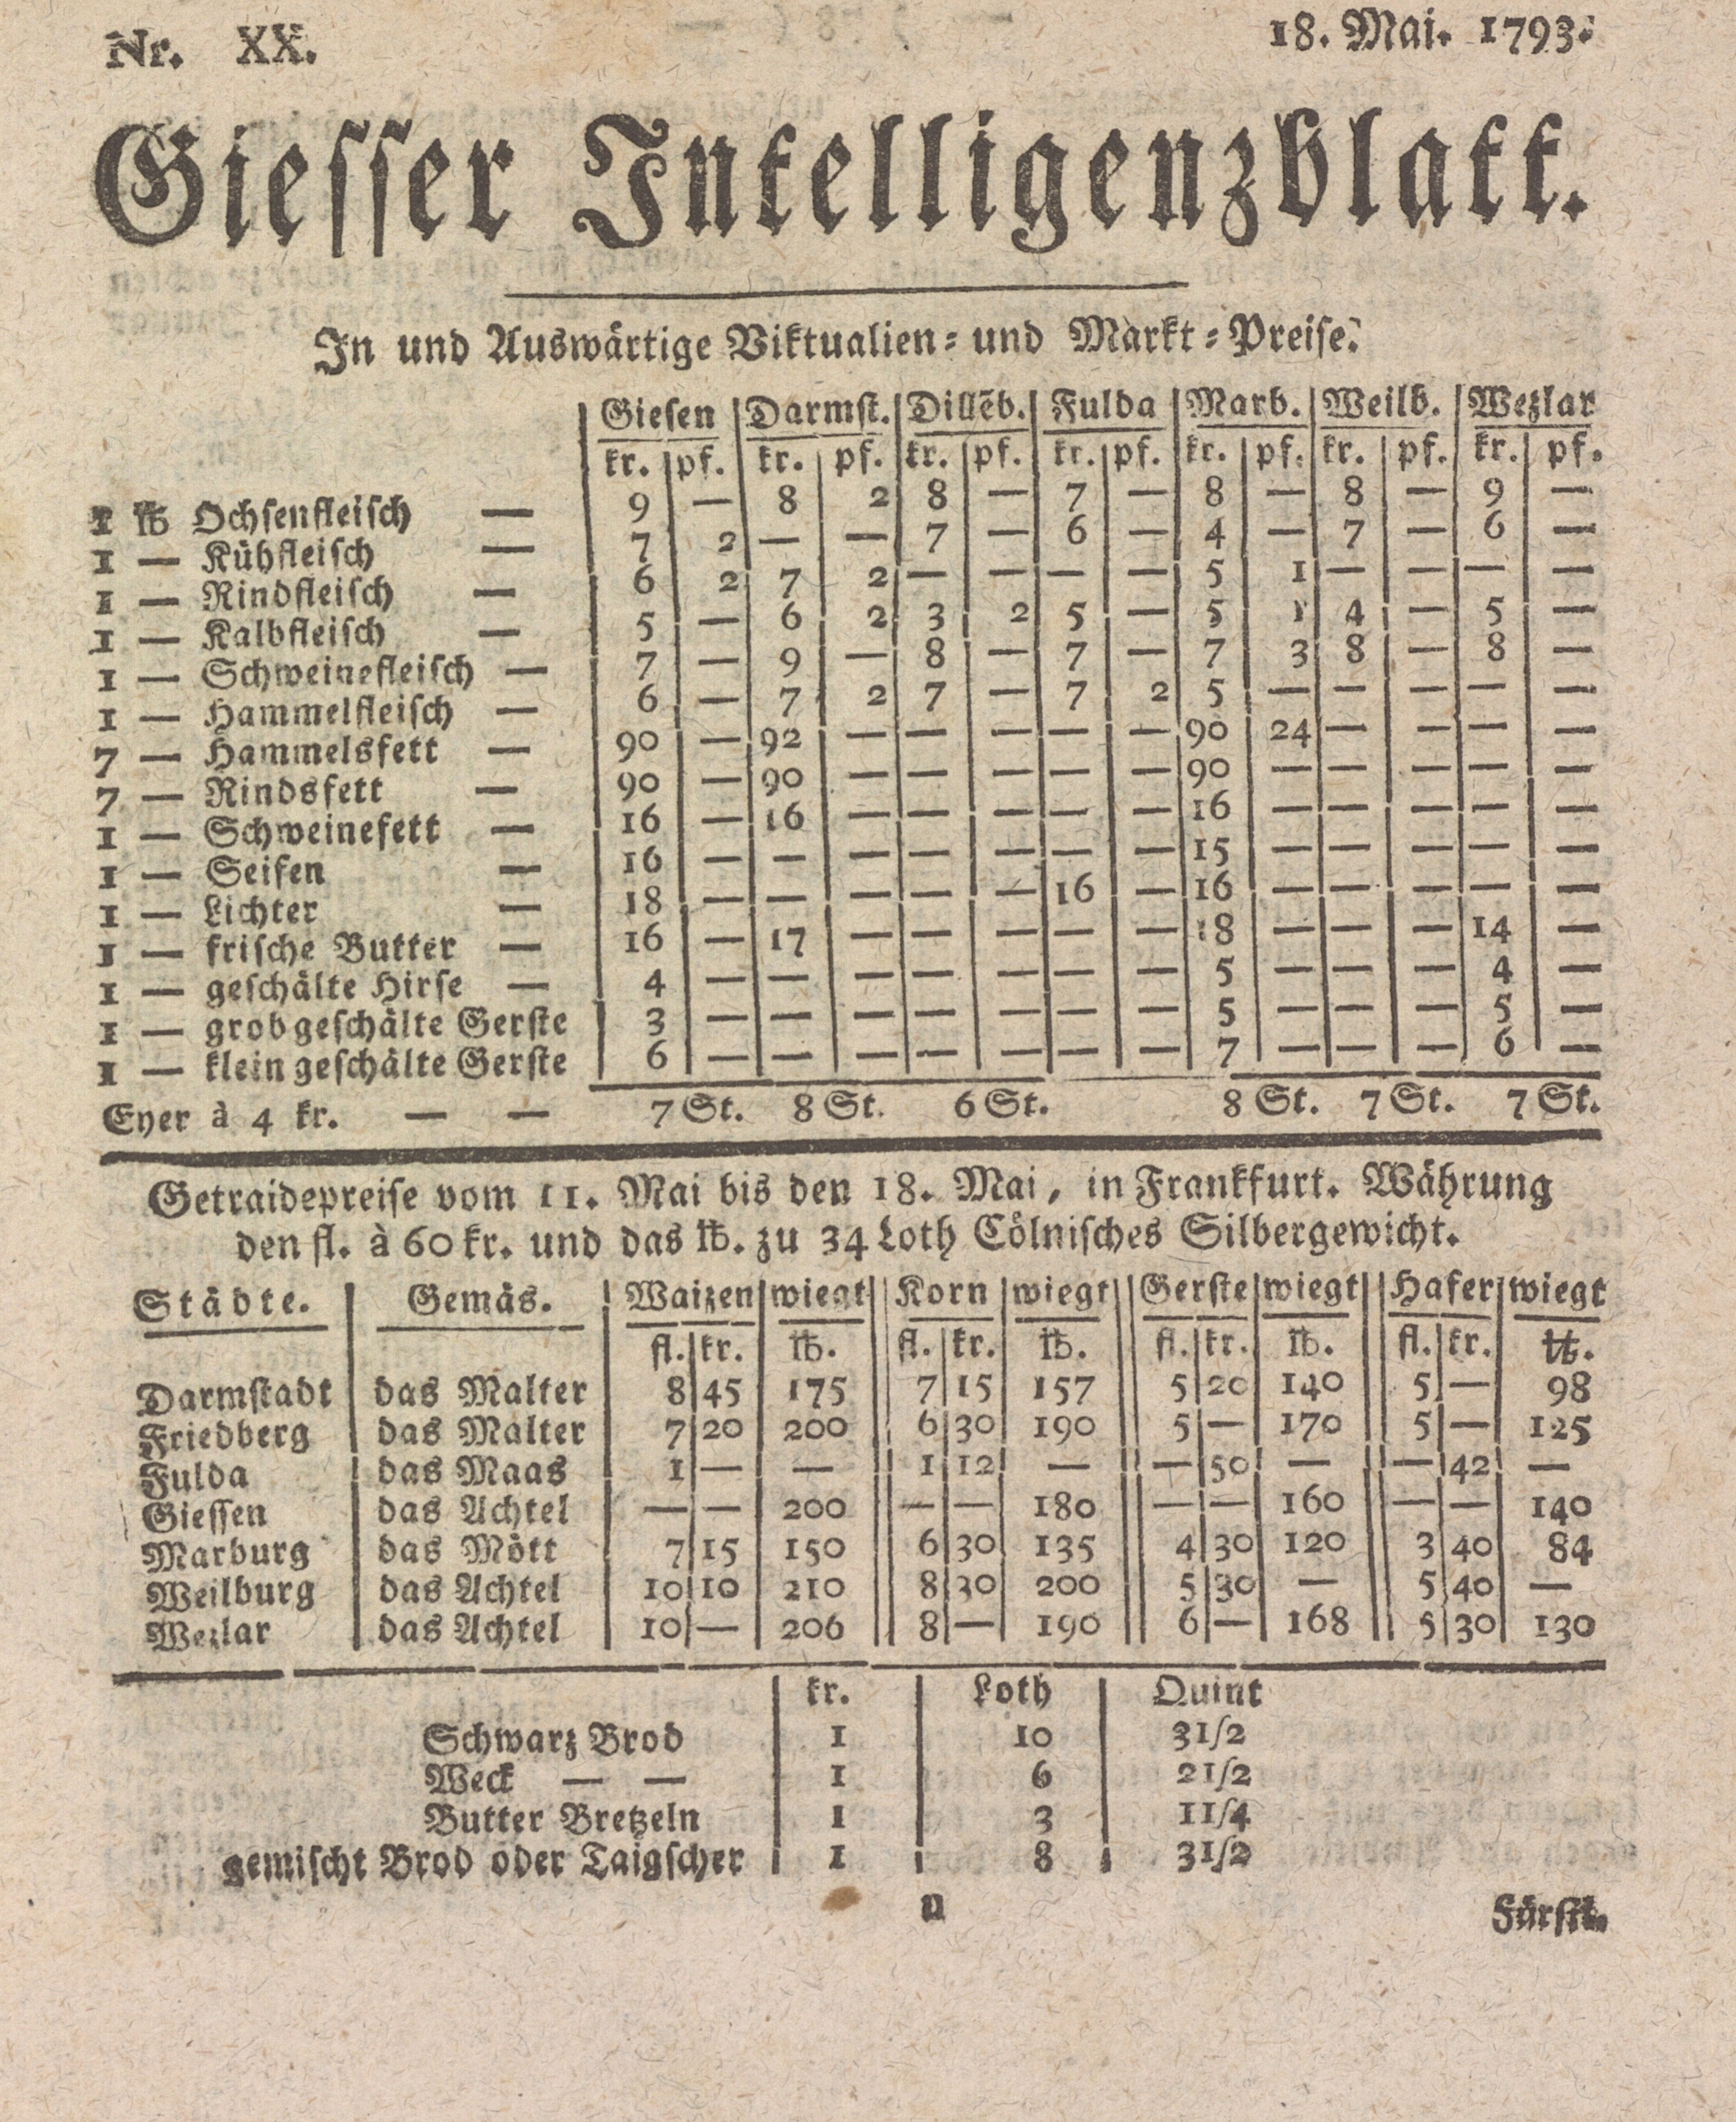 Nr. XX. 18. Mai. 1793.
Giesser Intelligenzblatt.
In und Auswärtige Viktualien- und Markt-Preise.
Giesen | Darmst. | Dillēb. | Fulda | Marb. | Weilb. | Wezlar
kr. | pf. | kr. | pf. | kr. | pf. | kr. | pf. | kr. | pf. | kr. | pf. | kr. | pf.
1 ℔ Ochsenfleisch — 9 | — | 8 | 2 | 8 | — | 7 | — | 8 | — | 8 | — | 9 | —
1 — Kühfleisch — 7 | 2 | — | — | 7 | — | 6 | — | 4 | — | 7 | — | 6 | —
1 — Rindfleisch — 6 | 2 | 7 | 2 | — | — | — | — | 5 | 1 | — | — | — | —
1 — Kalbfleisch — 5 | — | 6 | 2 | 3 | 2 | 5 | — | 5 | 1 | 4 | — | 5 | —
1 — Schweinefleisch — 7 | — | 9 | — | 8 | — | 7 | — | 7 | 3 | 8 | — | 8 | —
1 — Hammelfleisch — 6 | — | 7 | 2 | 7 | — | 7 | 2 | 5 | — | — | — | — | —
7 — Hammelsfett — 90 | — | 92 | — | — | — | — | — | 90 | 24 | — | — | — | —
7 — Rindsfett — 90 | — | 90 | — | — | — | — | — | 90 | — | — | — | — | —
1 — Schweinefett — 16 | — | 16 | — | — | — | — | — | 16 | — | — | — | — | —
1 — Seifen — 16 | — | — | — | — | — | — | — | 15 | — | — | — | — | —
1 — Lichter — 18 | — | — | — | — | — | 16 | — | 16 | — | — | — | — | —
1 — frische Butter — 16 | — | 17 | — | — | — | — | — | 18 | — | — | — | 14 | —
1 — geschälte Hirse — 4 | — | — | — | — | — | — | — | 5 | — | — | — | 4 | —
1 — grob geschälte Gerste 3 | — | — | — | — | — | — | — | 5 | — | — | — | 5 | —
1 — klein geschälte Gerste 6 | — | — | — | — | — | — | — | 7 | — | — | — | 6 | —
Eyer à 4 kr. — — 7 St. 8 St. 6 St. 8 St. 7 St. 7 St.
Getraidepreise vom 11. Mai bis den 18. Mai, in Frankfurt. Währung
den fl. à 60 kr. und das ℔. zu 34 Loth Cölnisches Silbergewicht.
Städte. | Gemäs. | Waizen | wiegt || Korn | wiegt || Gerste | wiegt || Hafer | wiegt
fl. | kr. | ℔. || fl. | kr. | ℔. || fl. | kr. | ℔. || fl. | kr. | ℔.
Darmstadt | das Malter | 8 | 45 | 175 || 7 | 15 | 157 || 5 | 20 | 140 || 5 | — | 98
Friedberg | das Malter | 7 | 20 | 200 || 6 | 30 | 190 || 5 | — | 170 || 5 | — | 125
Fulda | das Maas | 1 | — | — || 1 | 12 | — || — | 50 | — || — | 42 | —
Giessen | das Achtel | — | — | 200 || — | — | 180 || — | — | 160 || — | — | 140
Marburg | das Mött | 7 | 15 | 150 || 6 | 30 | 135 || 4 | 30 | 120 || 3 | 40 | 84
Weilburg | das Achtel | 10 | 10 | 210 || 8 | 30 | 200 || 5 | 30 | — || 5 | 40 | —
Wezlar | das Achtel | 10 | — | 206 || 8 | — | 190 || 6 | — | 168 || 5 | 30 | 130
kr. | Loth | Quint
Schwarz Brod | 1 | 10 | 3 1/2
Weck — — | 1 | 6 | 2 1/2
Butter Bretzeln | 1 | 3 | 1 1/4
gemischt Brod oder Taigscher | 1 | 8 | 3 1/2
U Fürstl.